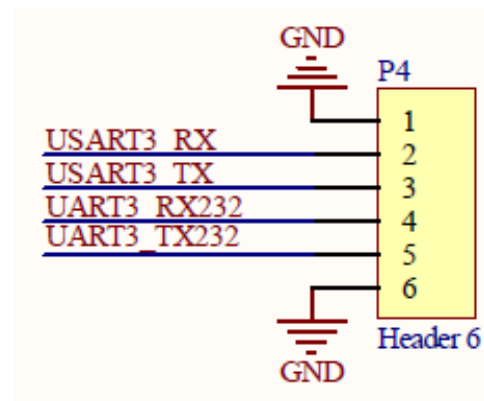 GND
P4
1
USART3_RX
2
USART3_TX
3
UART3_RX232
4
UART3_TX232
5
6
Header 6
GND